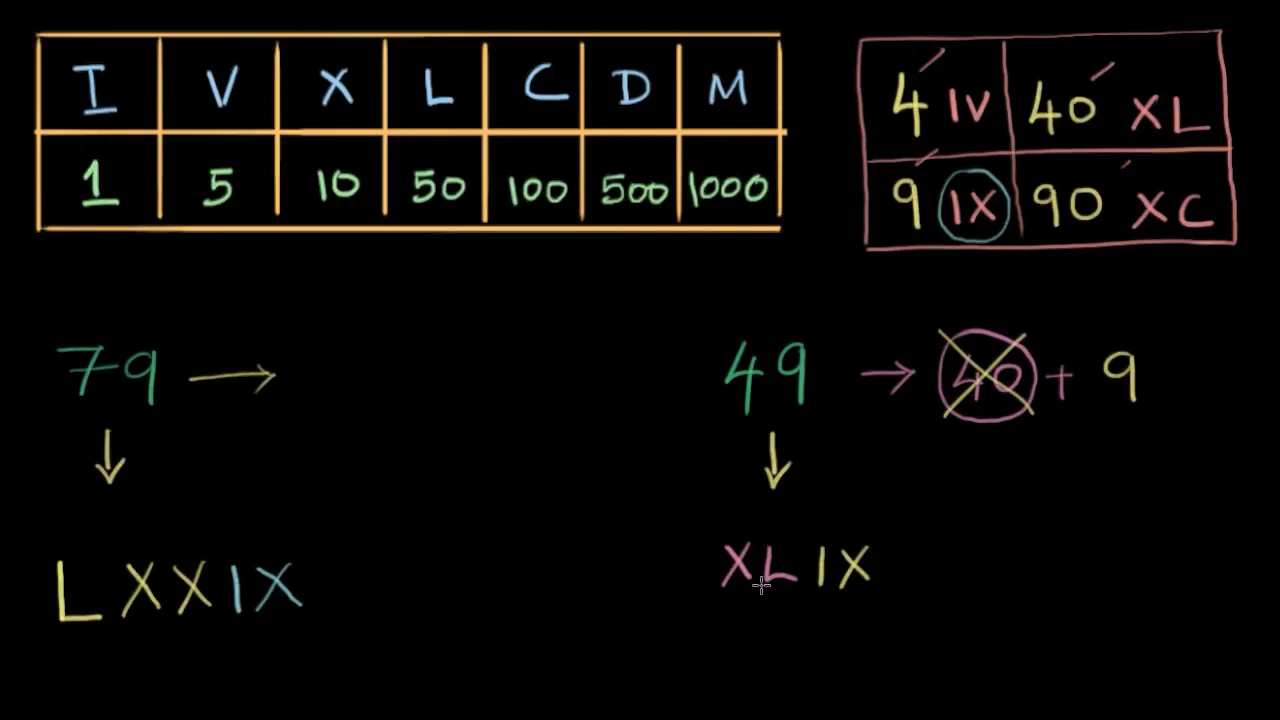 I V X L C D M
1 5 10 50 100 500 1000
4 IV 40 XL
9 IX 90 XC
79 →
↓
LXXIX
49 → 40 + 9
↓
XLIX